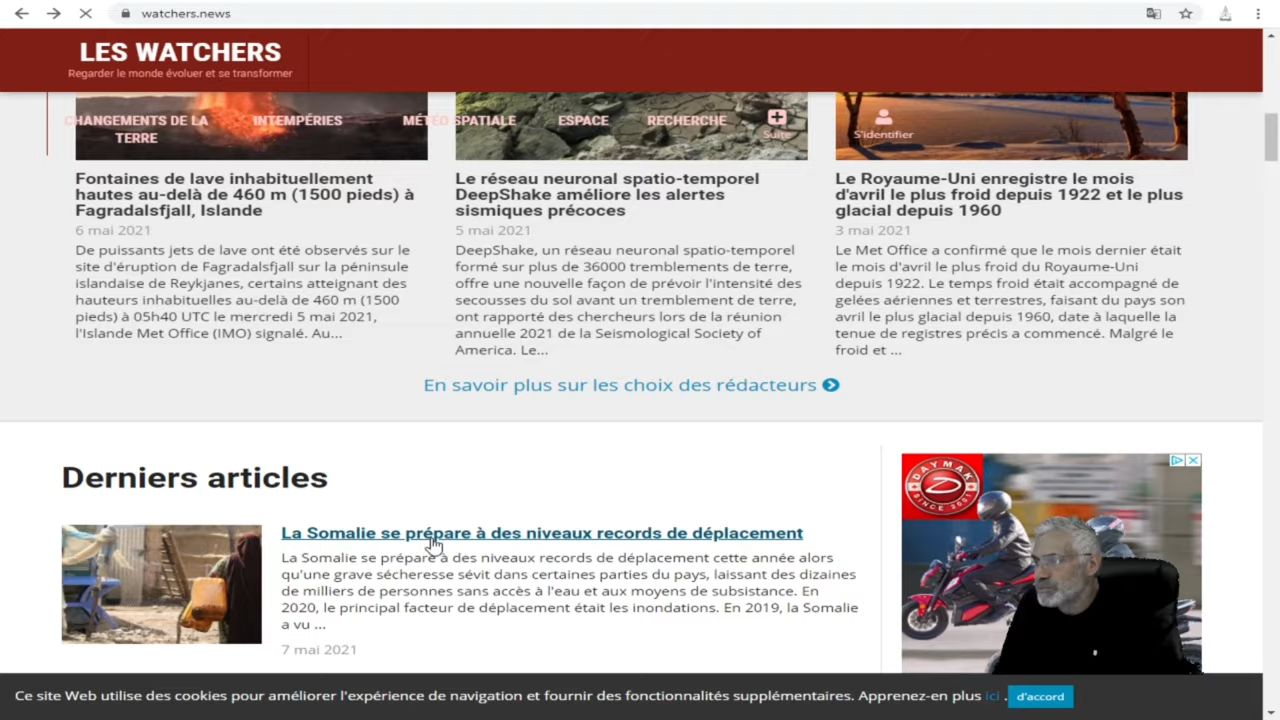 watchers.news
LES WATCHERS
Regarder le monde évoluer et se transformer
CHANGEMENTS DE LA
TERRE
INTEMPÉRIES
MÉTÉO SPATIALE
ESPACE
RECHERCHE
Suite
S'identifier
Fontaines de lave inhabituellement
hautes au-delà de 460 m (1500 pieds) à
Fagradalsfjall, Islande
6 mai 2021
De puissants jets de lave ont été observés sur le
site d'éruption de Fagradalsfjall sur la péninsule
islandaise de Reykjanes, certains atteignant des
hauteurs inhabituelles au-delà de 460 m (1500
pieds) à 05h40 UTC le mercredi 5 mai 2021,
l'Islande Met Office (IMO) signalé. Au...
Le réseau neuronal spatio-temporel
DeepShake améliore les alertes
sismiques précoces
5 mai 2021
DeepShake, un réseau neuronal spatio-temporel
formé sur plus de 36000 tremblements de terre,
offre une nouvelle façon de prévoir l'intensité des
secousses du sol avant un tremblement de terre,
ont rapporté des chercheurs lors de la réunion
annuelle 2021 de la Seismological Society of
America. Le...
Le Royaume-Uni enregistre le mois
d'avril le plus froid depuis 1922 et le plus
glacial depuis 1960
3 mai 2021
Le Met Office a confirmé que le mois dernier était
le mois d'avril le plus froid du Royaume-Uni
depuis 1922. Le temps froid était accompagné de
gelées aériennes et terrestres, faisant du pays son
avril le plus glacial depuis 1960, date à laquelle la
tenue de registres précis a commencé. Malgré le
froid et ...
En savoir plus sur les choix des rédacteurs
Derniers articles
La Somalie se prépare à des niveaux records de déplacement
La Somalie se prépare à des niveaux records de déplacement cette année alors
qu'une grave sécheresse sévit dans certaines parties du pays, laissant des dizaines
de milliers de personnes sans accès à l'eau et aux moyens de subsistance. En
2020, le principal facteur de déplacement était les inondations. En 2019, la Somalie
a vu ...
7 mai 2021
DAYMAK
D
SINCE 2001
Ce site Web utilise des cookies pour améliorer l'expérience de navigation et fournir des fonctionnalités supplémentaires. Apprenez-en plus ici .
d'accord